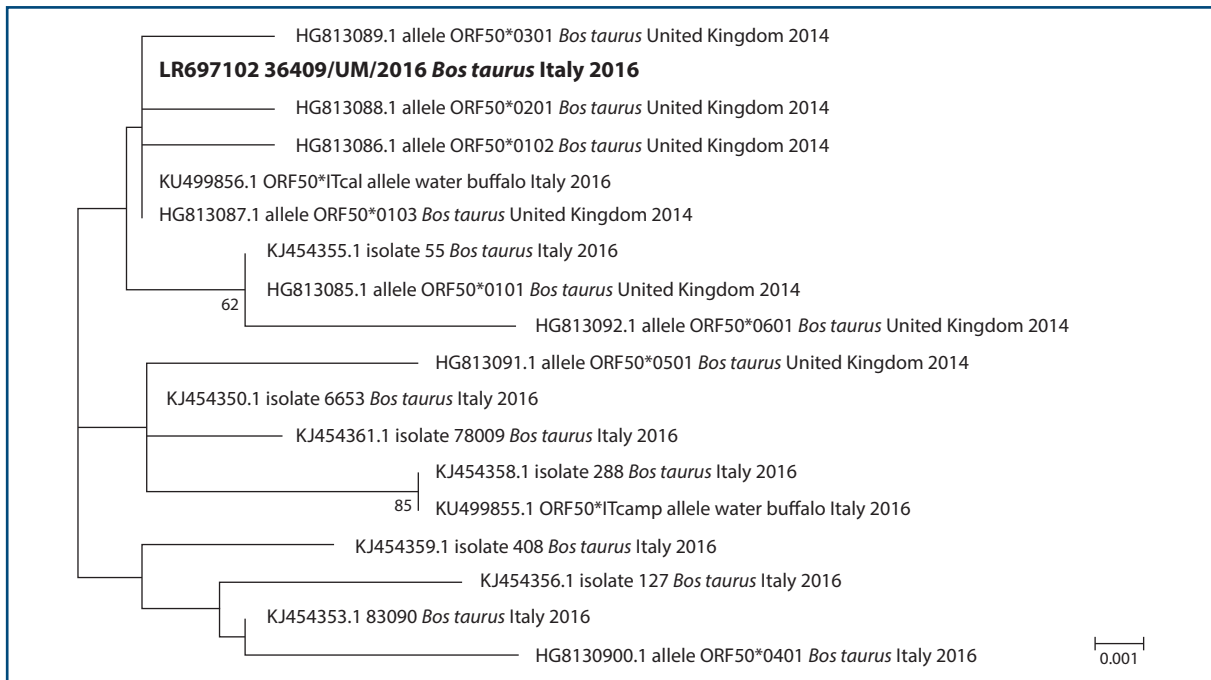 HG813089.1 allele ORF50*0301 Bos taurus United Kingdom 2014
LR697102 36409/UM/2016 Bos taurus Italy 2016
HG813088.1 allele ORF50*0201 Bos taurus United Kingdom 2014
HG813086.1 allele ORF50*0102 Bos taurus United Kingdom 2014
KU499856.1 ORF50*ITcal allele water buffalo Italy 2016
HG813087.1 allele ORF50*0103 Bos taurus United Kingdom 2014
KJ454355.1 isolate 55 Bos taurus Italy 2016
HG813085.1 allele ORF50*0101 Bos taurus United Kingdom 2014
62
HG813092.1 allele ORF50*0601 Bos taurus United Kingdom 2014
HG813091.1 allele ORF50*0501 Bos taurus United Kingdom 2014
KJ454350.1 isolate 6653 Bos taurus Italy 2016
KJ454361.1 isolate 78009 Bos taurus Italy 2016
KJ454358.1 isolate 288 Bos taurus Italy 2016
85
KU499855.1 ORF50*ITcamp allele water buffalo Italy 2016
KJ454359.1 isolate 408 Bos taurus Italy 2016
KJ454356.1 isolate 127 Bos taurus Italy 2016
KJ454353.1 83090 Bos taurus Italy 2016
HG8130900.1 allele ORF50*0401 Bos taurus Italy 2016
0.001